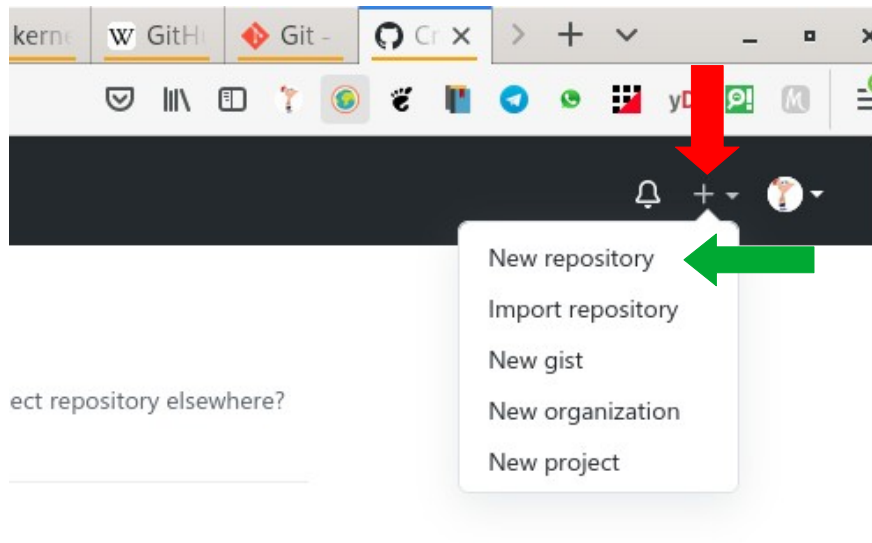 kerne W GitH Git - Cr
yD
New repository
Import repository
New gist
ect repository elsewhere?
New organization
New project